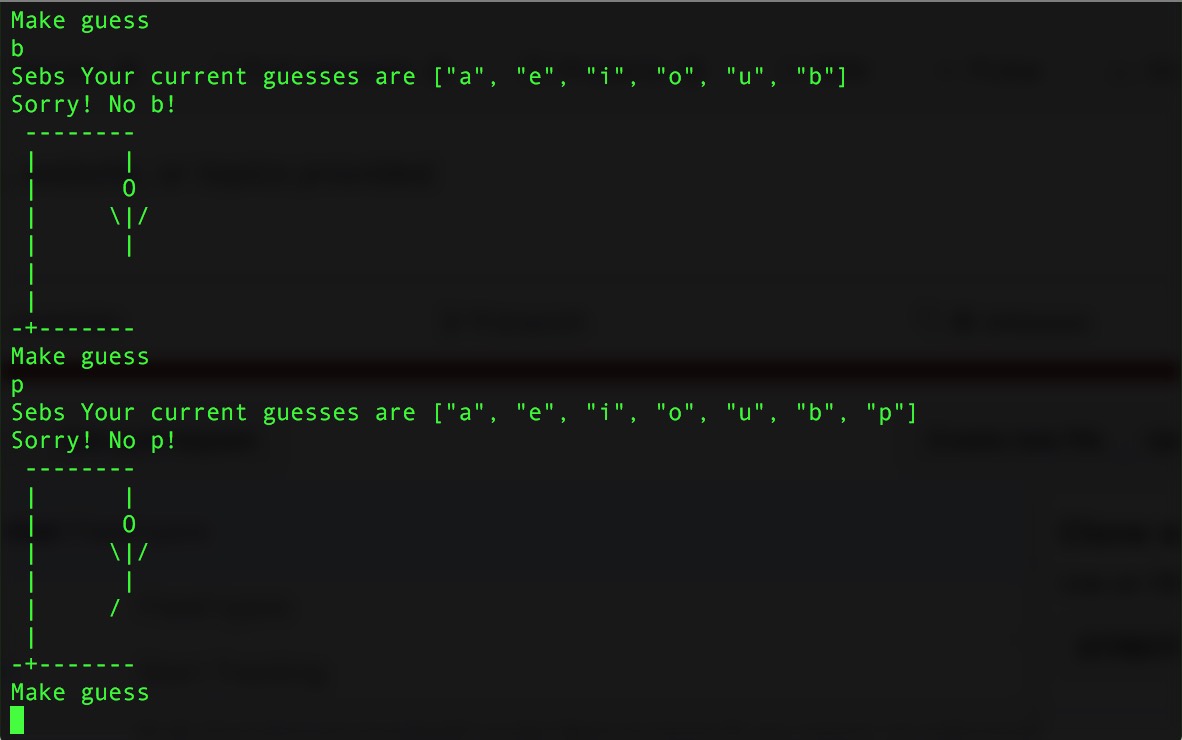 Make guess
b
Sebs Your current guesses are ["a", "e", "i", "o", "u", "b"]
Sorry! No b!
 --------
 |      |
 |      O
 |     \|/
 |      |
 |
 |
-+-------
Make guess
p
Sebs Your current guesses are ["a", "e", "i", "o", "u", "b", "p"]
Sorry! No p!
 --------
 |      |
 |      O
 |     \|/
 |      |
 |     /
 |
-+-------
Make guess